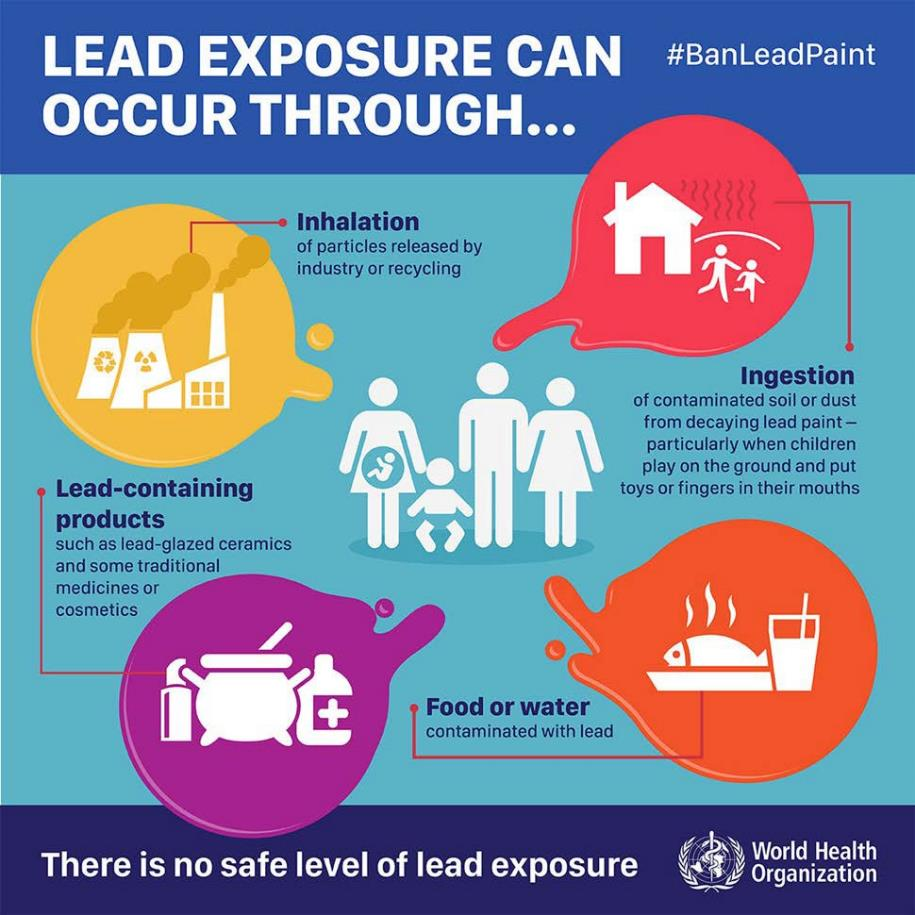 LEAD EXPOSURE CAN
OCCUR THROUGH...
#BanLeadPaint
Inhalation
of particles released by
industry or recycling
Ingestion
of contaminated soil or dust
from decaying lead paint –
particularly when children
play on the ground and put
toys or fingers in their mouths
Lead-containing
products
such as lead-glazed ceramics
and some traditional
medicines or
cosmetics
Food or water
contaminated with lead
There is no safe level of lead exposure
World Health
Organization